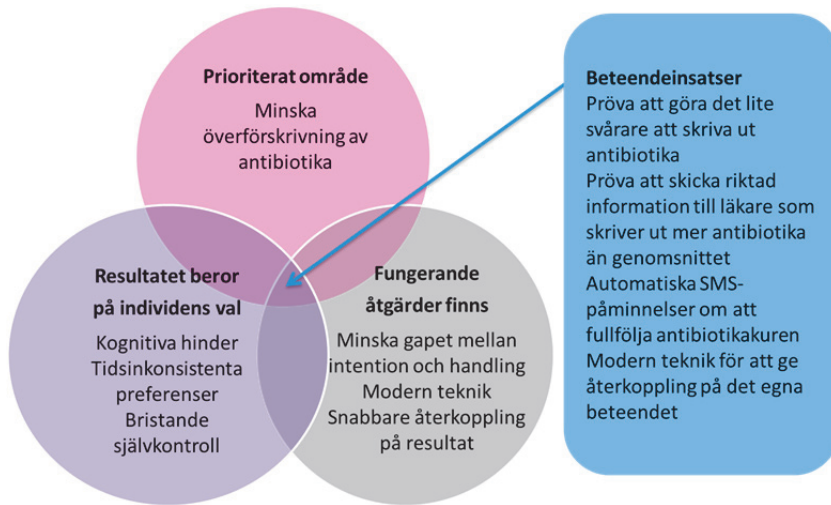 Prioriterat område
Minska
överförskrivning av
antibiotika
Resultatet beror
på individens val
Kognitiva hinder
Tidsinkonsistenta
preferenser
Bristande
självkontroll
Fungerande
åtgärder finns
Minska gapet mellan
intention och handling
Modern teknik
Snabbare återkoppling
på resultat
Beteendeinsatser
Pröva att göra det lite
svårare att skriva ut
antibiotika
Pröva att skicka riktad
information till läkare som
skriver ut mer antibiotika
än genomsnittet
Automatiska SMS-
påminnelser om att
fullfölja antibiotikakuren
Modern teknik för att ge
återkoppling på det egna
beteendet